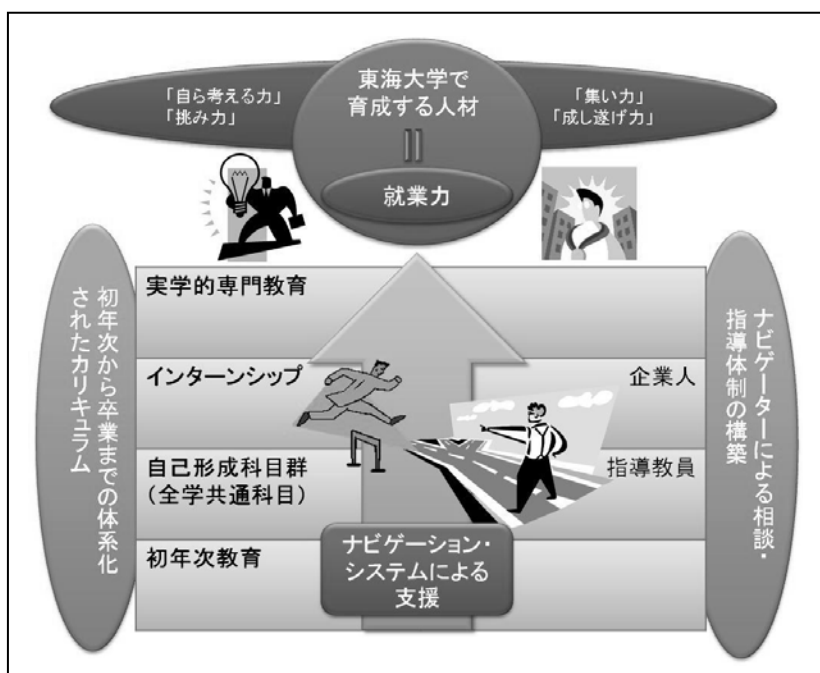 東海大学で
育成する人材
「自ら考える力」
「挑み力」
「集い力」
「成し遂げ力」
||
就業力
初年次から卒業までの体系化
されたカリキュラム
実学的専門教育
インターンシップ
企業人
自己形成科目群
(全学共通科目)
指導教員
初年次教育
ナビゲーション・
システムによる
支援
ナビゲーターによる相談・
指導体制の構築